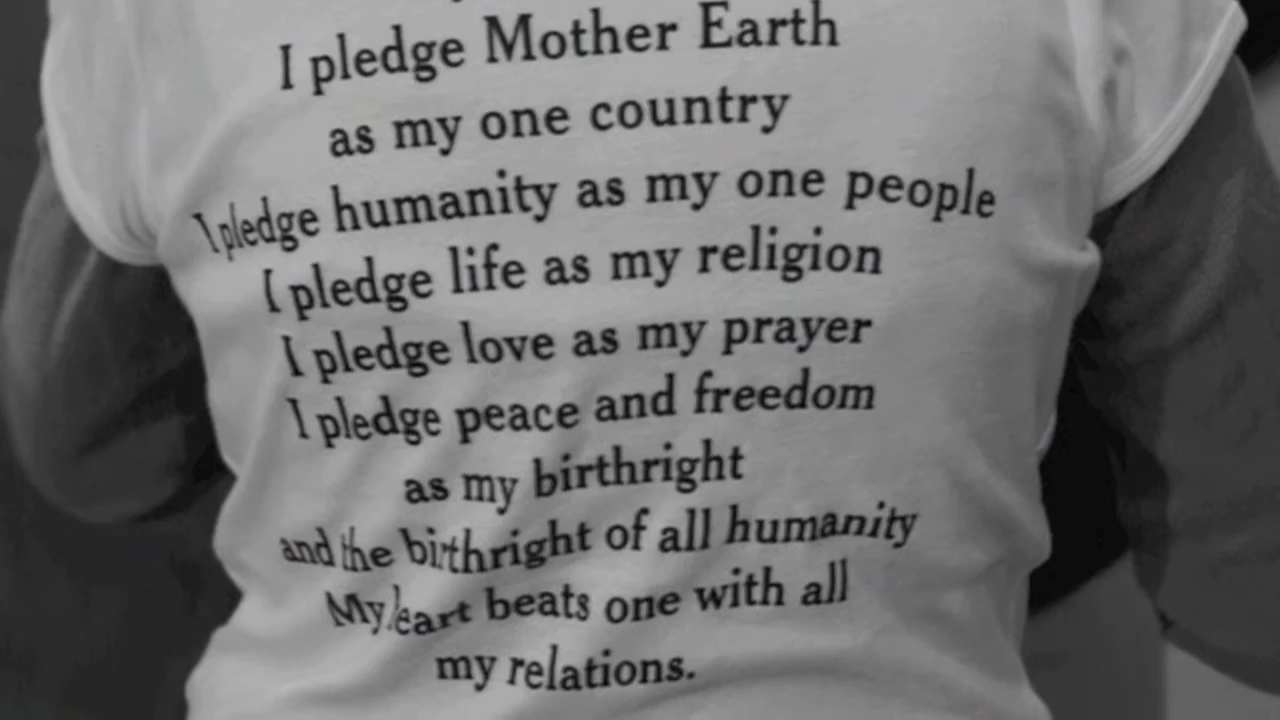 I pledge Mother Earth
as my one country
I pledge humanity as my one people
I pledge life as my religion
I pledge love as my prayer
I pledge peace and freedom
as my birthright
and the birthright of all humanity
My heart beats one with all
my relations.